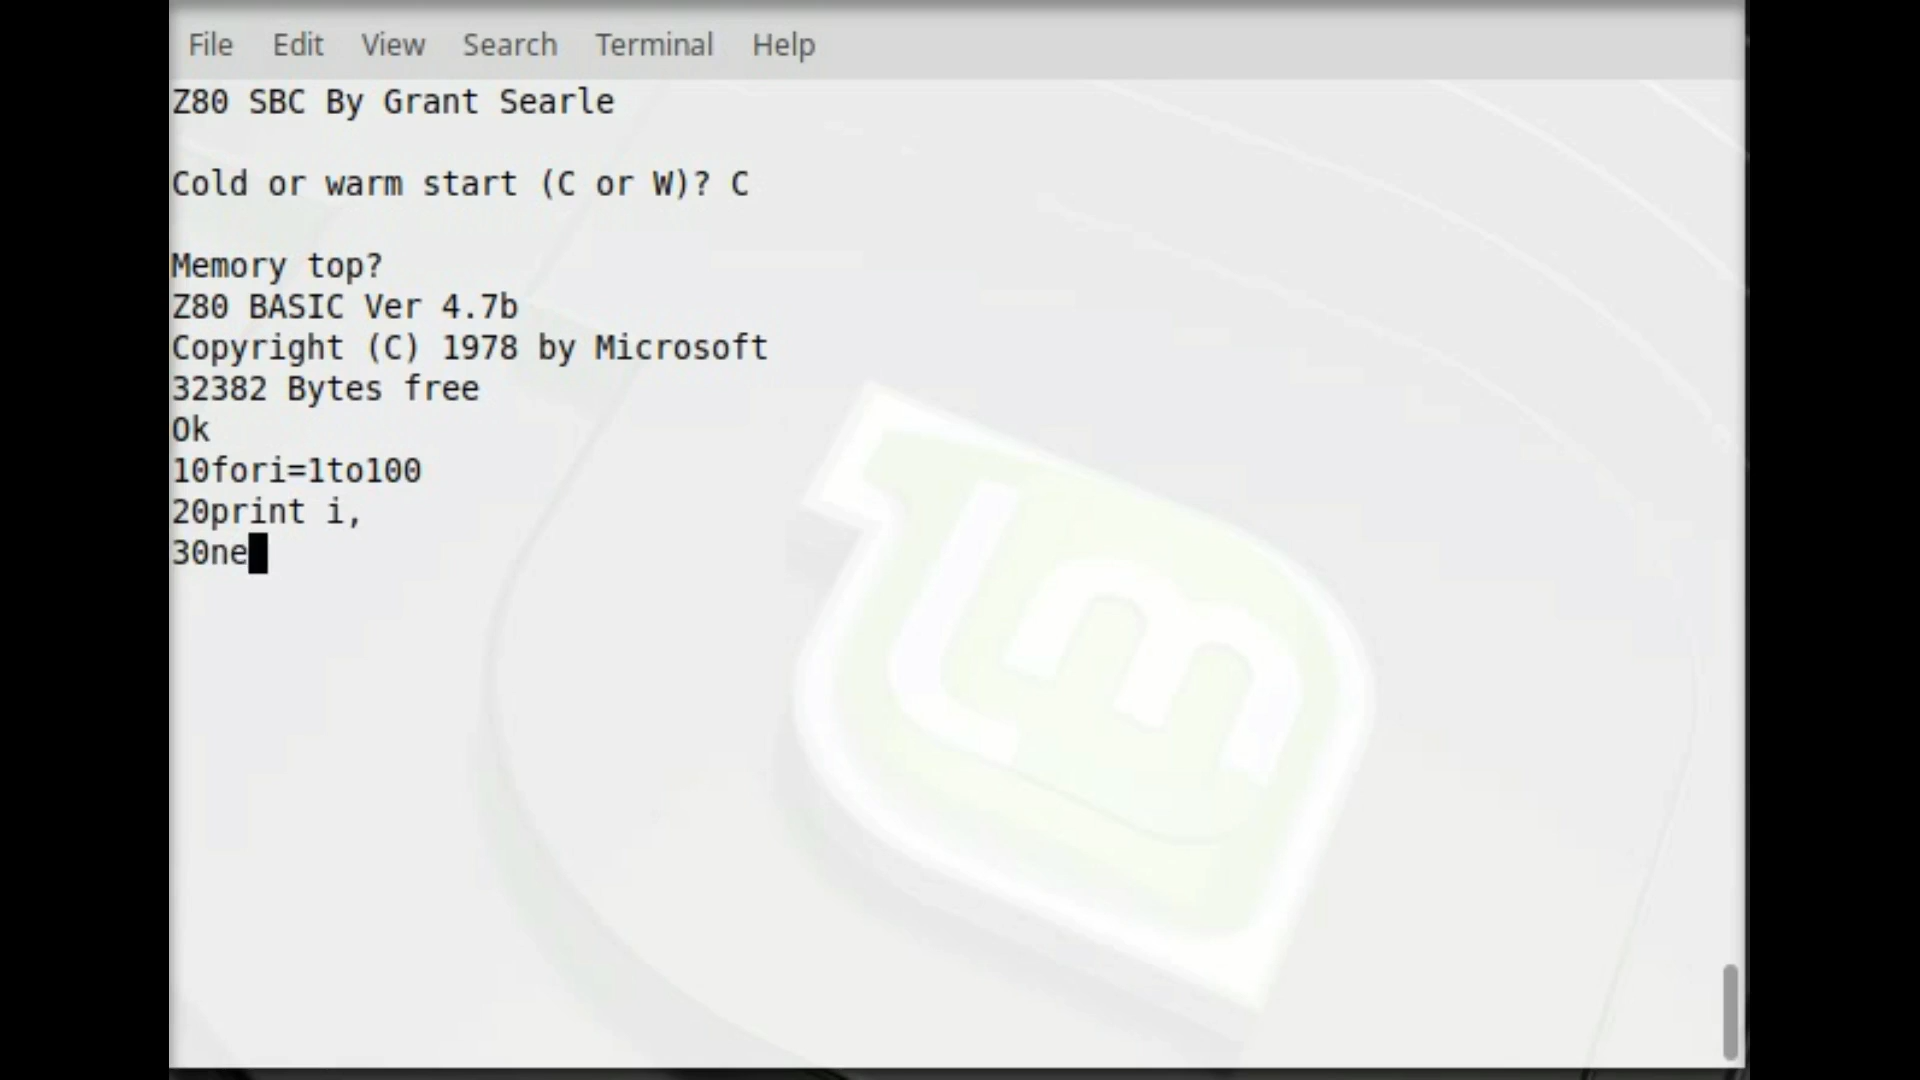 File Edit View Search Terminal Help
Z80 SBC By Grant Searle
Cold or warm start (C or W)? C
Memory top?
Z80 BASIC Ver 4.7b
Copyright (C) 1978 by Microsoft
32382 Bytes free
Ok
10fori=1to100
20print i,
30ne